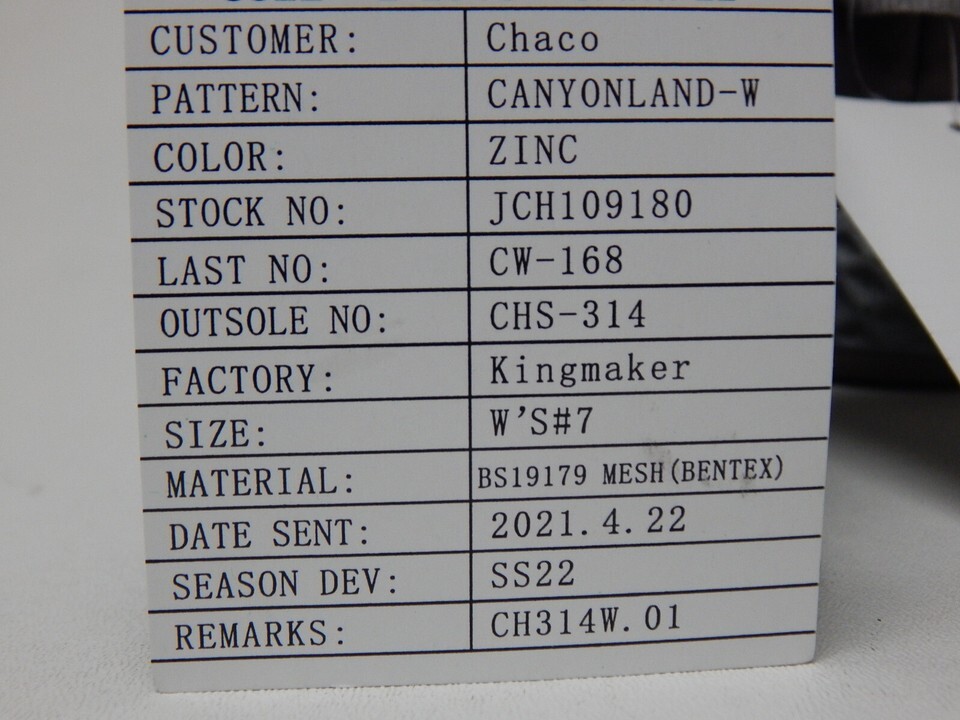 CUSTOMER: Chaco
PATTERN: CANYONLAND-W
COLOR: ZINC
STOCK NO: JCH109180
LAST NO: CW-168
OUTSOLE NO: CHS-314
FACTORY: Kingmaker
SIZE: W'S#7
MATERIAL: BS19179 MESH(BENTEX)
DATE SENT: 2021.4.22
SEASON DEV: SS22
REMARKS: CH314W.01